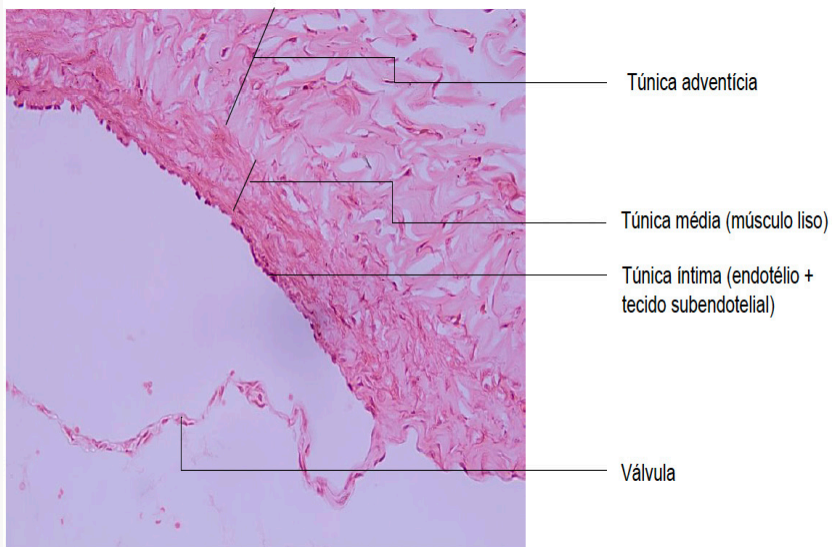 Túnica adventícia
Túnica média (músculo liso)
Túnica íntima (endotélio +
tecido subendotelial)
Válvula